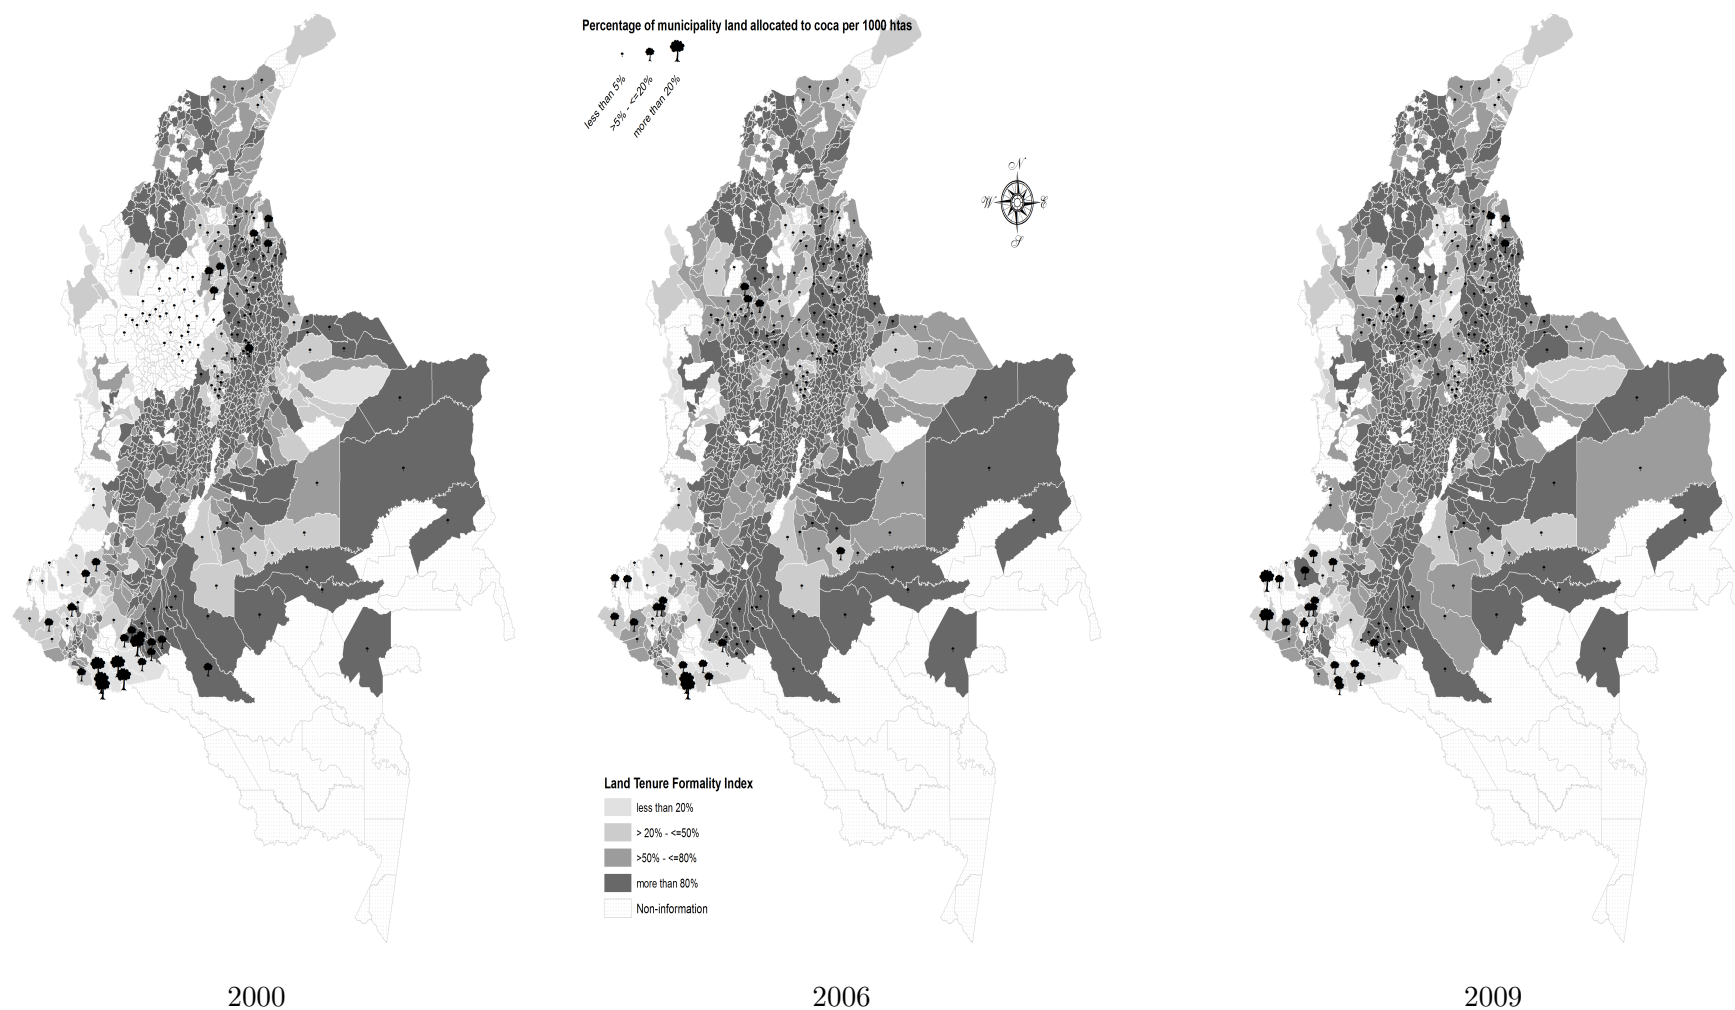 Percentage of municipality land allocated to coca per 1000 htas
less than 5%
>5% - <=20%
more than 20%
N
W
E
S
Land Tenure Formality Index
less than 20%
> 20% - <=50%
>50% - <=80%
more than 80%
Non-information
2000
2006
2009